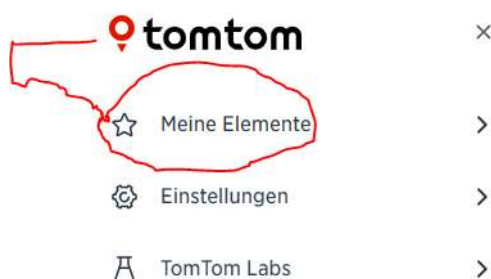 tomtom
Meine Elemente
Einstellungen
TomTom Labs